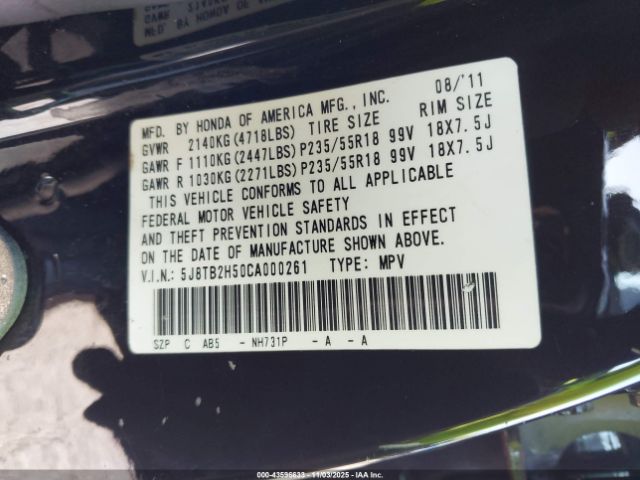 MFD. BY HONDA OF AMERICA MFG., INC. 08/'11
GVWR 2140KG(4718LBS) TIRE SIZE RIM SIZE
GAWR F 1110KG(2447LBS)P235/55R18 99V 18X7.5J
GAWR R 1030KG(2271LBS)P235/55R18 99V 18X7.5J
THIS VEHICLE CONFORMS TO ALL APPLICABLE
FEDERAL MOTOR VEHICLE SAFETY
AND THEFT PREVENTION STANDARDS IN EFFECT
ON THE DATE OF MANUFACTURE SHOWN ABOVE.
V.I.N.: 5J8TB2H50CA000261 TYPE: MPV
SZP C AB5 - NH731P - A - A
00-43596633 - 11/03/2025 - IAA Inc.